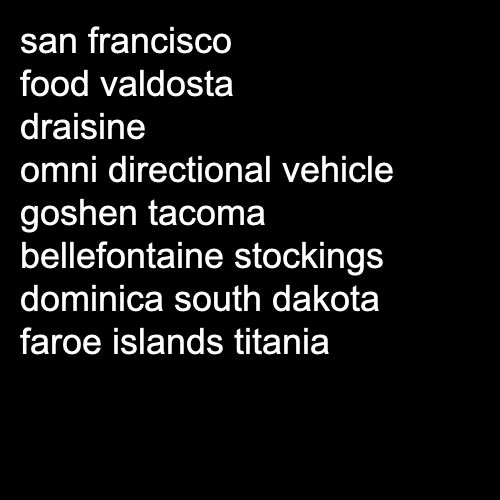 san francisco
food valdosta
draisine
omni directional vehicle
goshen tacoma
bellefontaine stockings
dominica south dakota
faroe islands titania